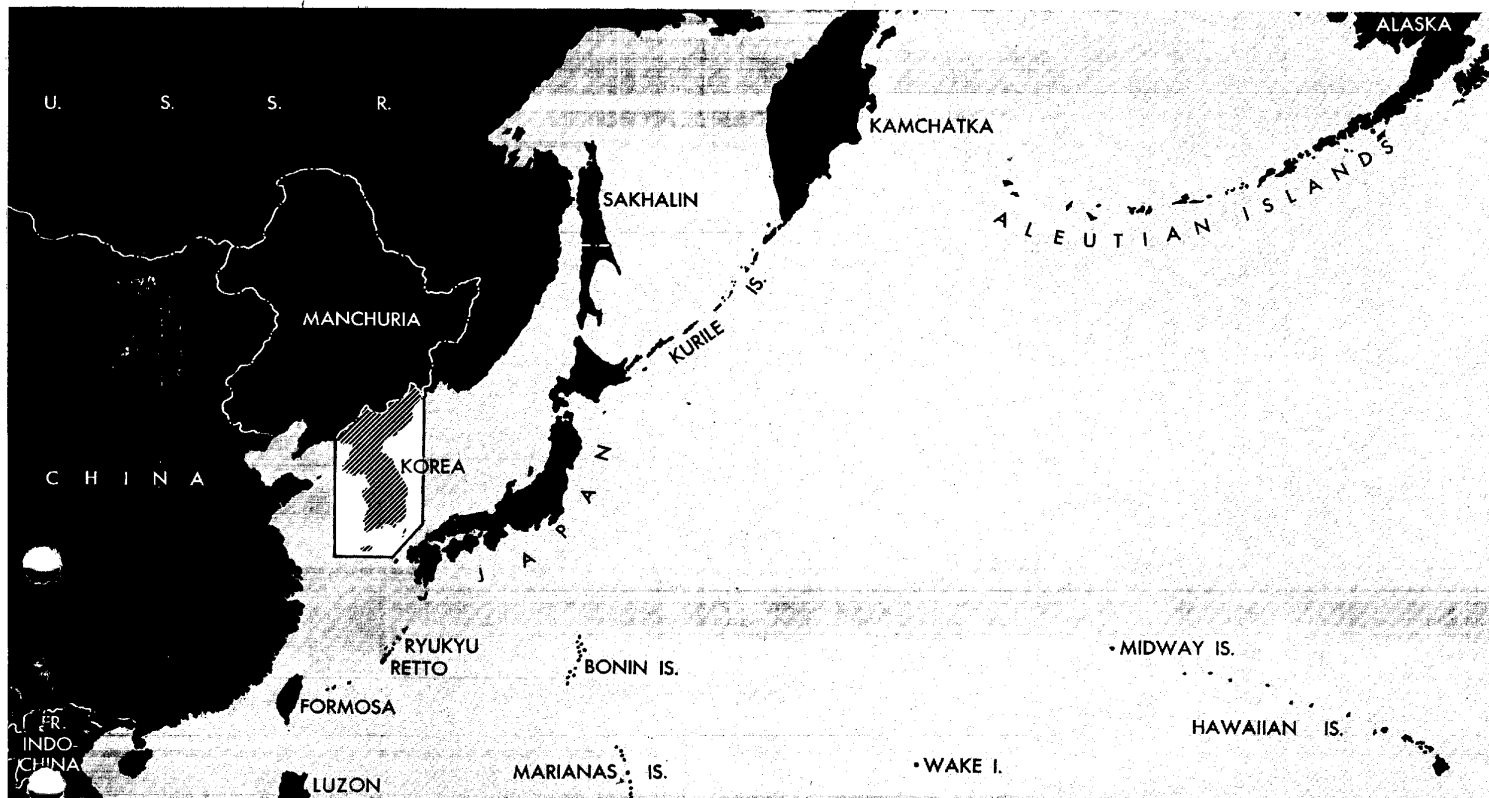 ALASKA
U. S. S. R.
KAMCHATKA
ALEUTIAN ISLANDS
SAKHALIN
KURILE IS.
MANCHURIA
KOREA
CHINA
JAPAN
RYUKYU
RETTO
BONIN IS.
MIDWAY IS.
FORMOSA
HAWAIIAN IS.
FR.
INDO-
CHINA
MARIANAS IS.
WAKE I.
LUZON